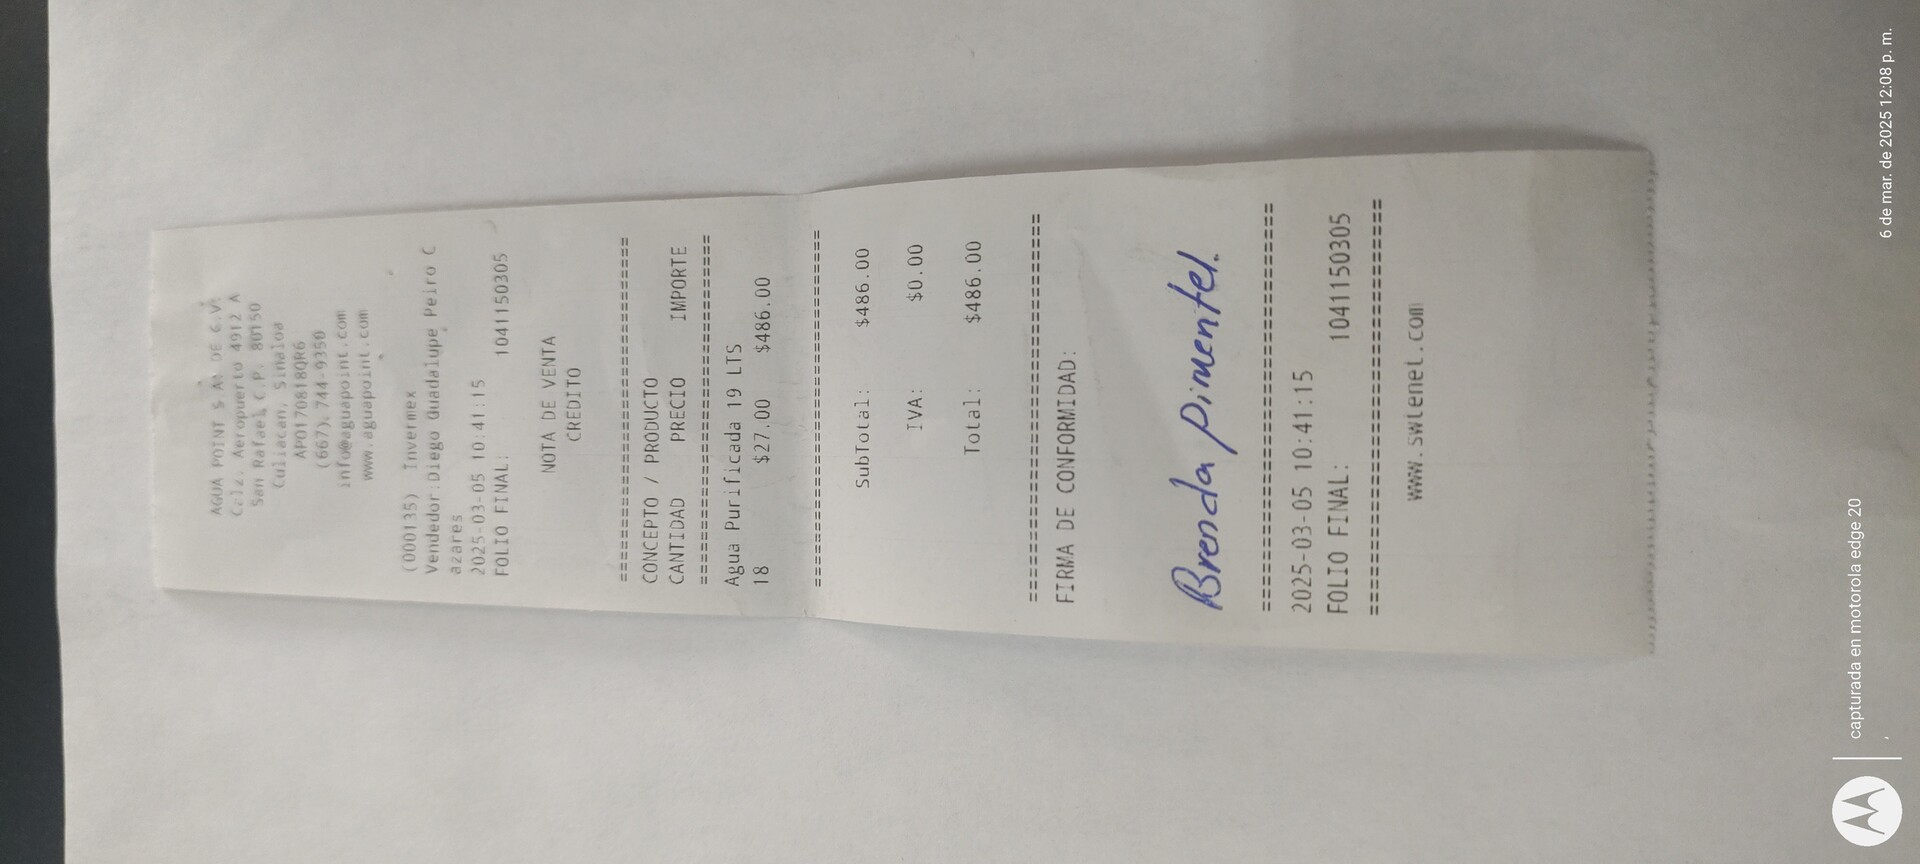 AGUA POINT S.A. DE C.V.
Calz. Aeropuerto 4912 A
San Rafael C.P. 80150
Culiacan, Sinaloa
APO170818QR6
(667) 744-9350
info@aguapoint.com
www.aguapoint.com
(000135) Invermex
Vendedor:Diego Guadalupe Peiro C
azares
2025-03-05 10:41:15
FOLIO FINAL: 1041150305
NOTA DE VENTA
CREDITO
================================
CONCEPTO / PRODUCTO
CANTIDAD PRECIO IMPORTE
================================
Agua Purificada 19 LTS
18 $27.00 $486.00
================================
SubTotal: $486.00
IVA: $0.00
Total: $486.00
================================
FIRMA DE CONFORMIDAD:
Brenda Pimentel.
================================
2025-03-05 10:41:15
FOLIO FINAL: 1041150305
================================
www.swtenet.com
capturada en motorola edge 20
,
6 de mar. de 2025 12:08 p. m.